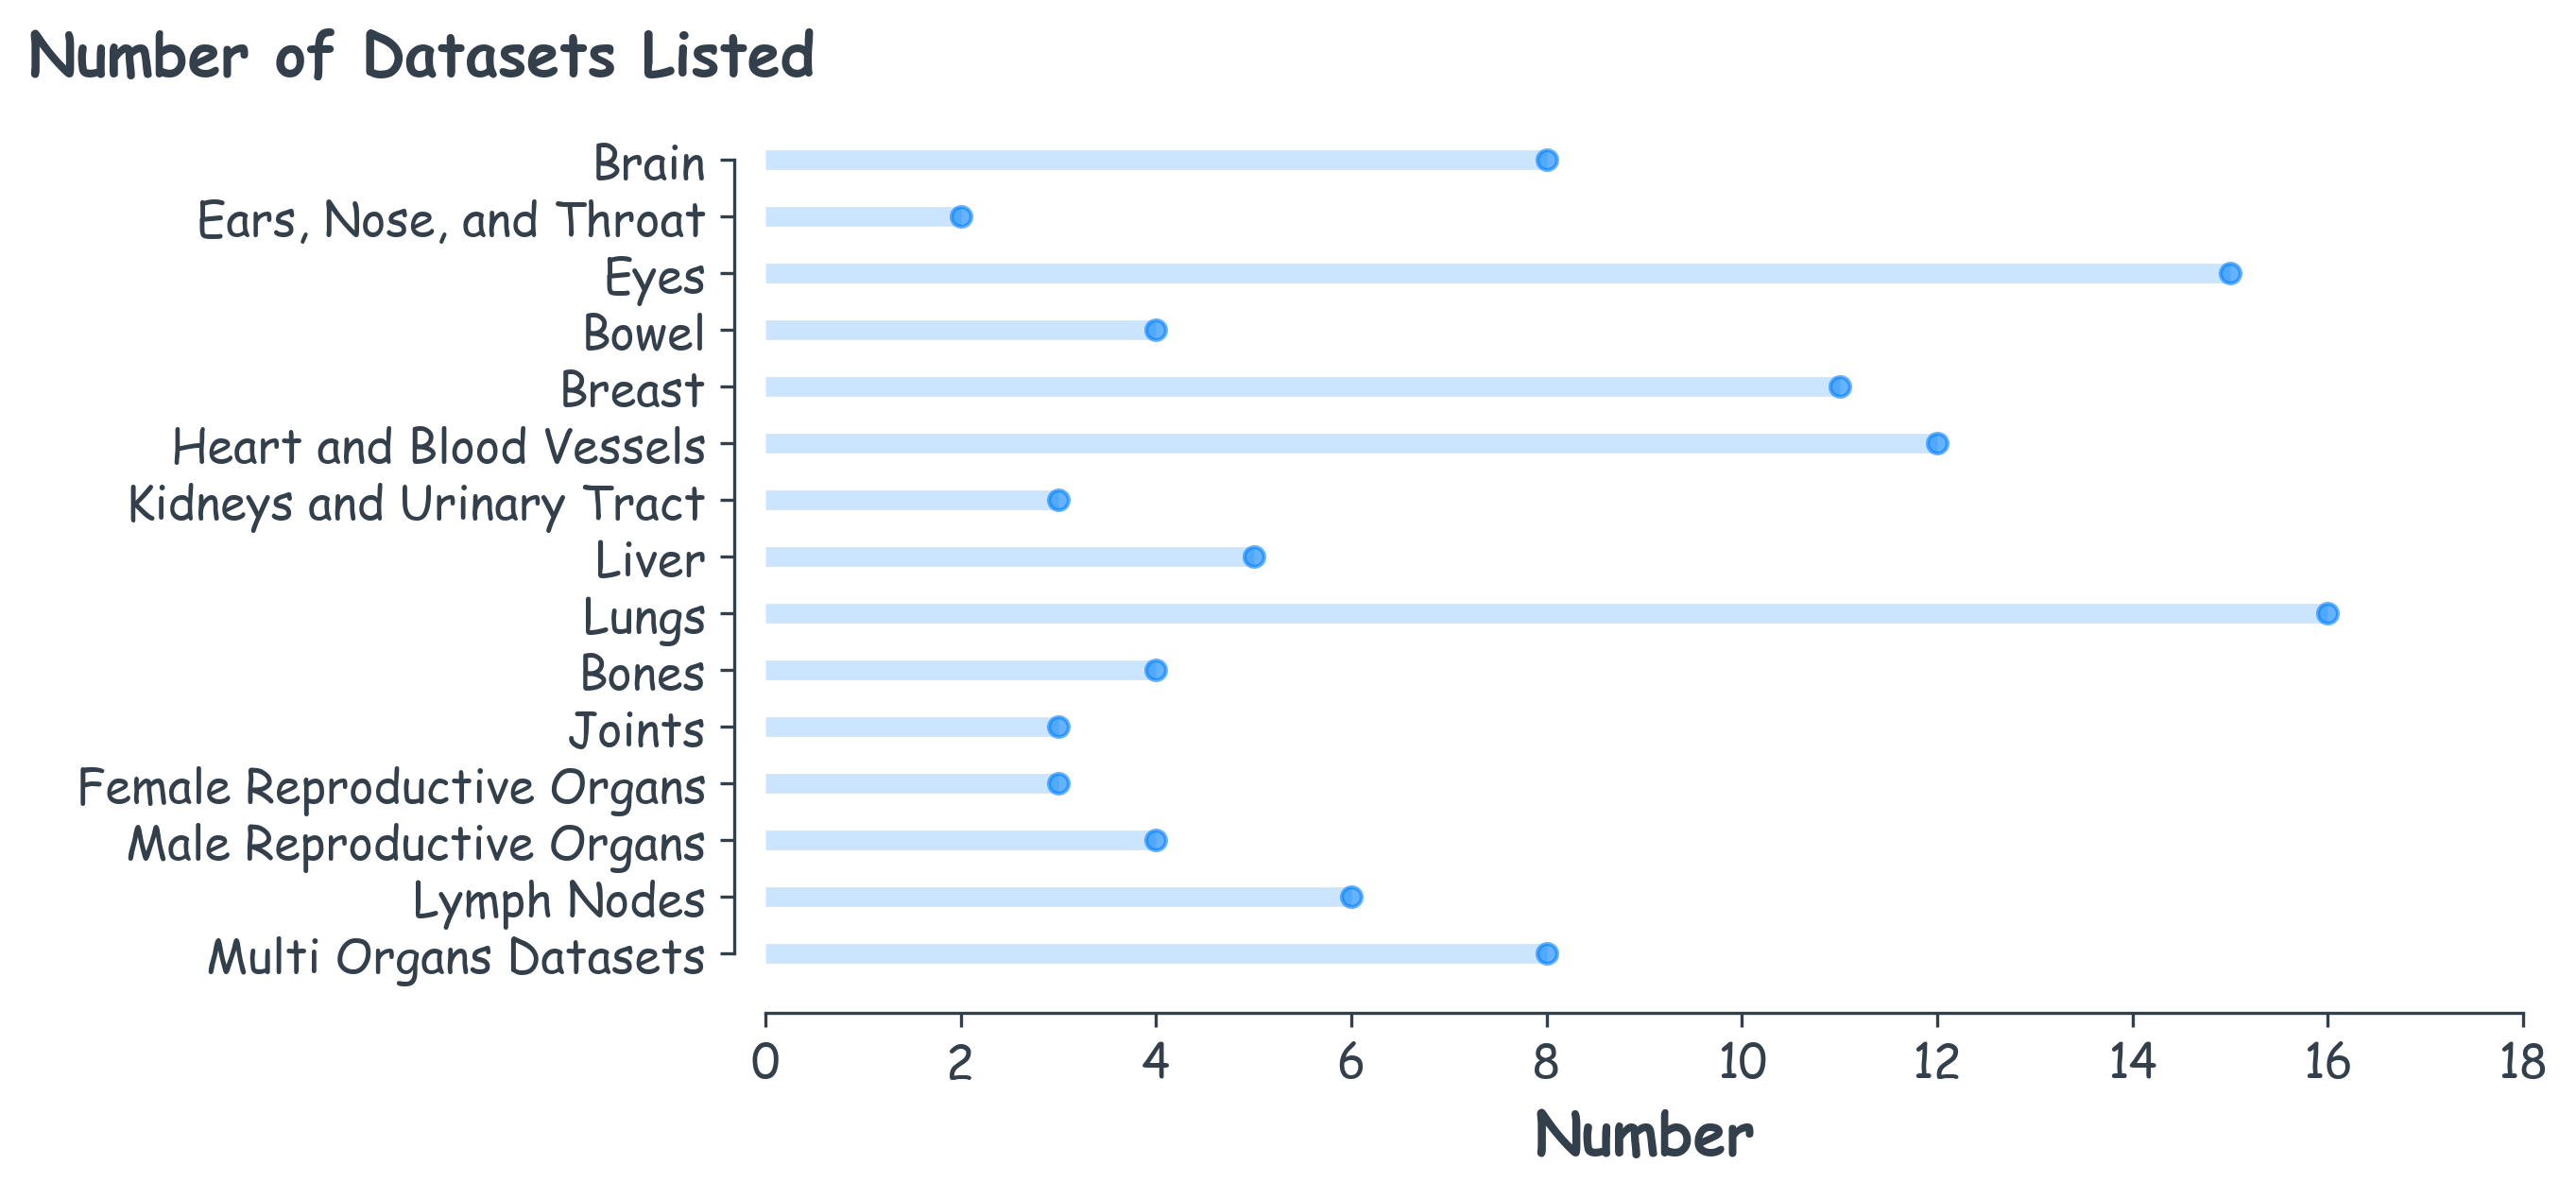 Number of Datasets Listed
Brain
Ears, Nose, and Throat
Eyes
Bowel
Breast
Heart and Blood Vessels
Kidneys and Urinary Tract
Liver
Lungs
Bones
Joints
Female Reproductive Organs
Male Reproductive Organs
Lymph Nodes
Multi Organs Datasets
0 2 4 6 8 10 12 14 16 18
Number